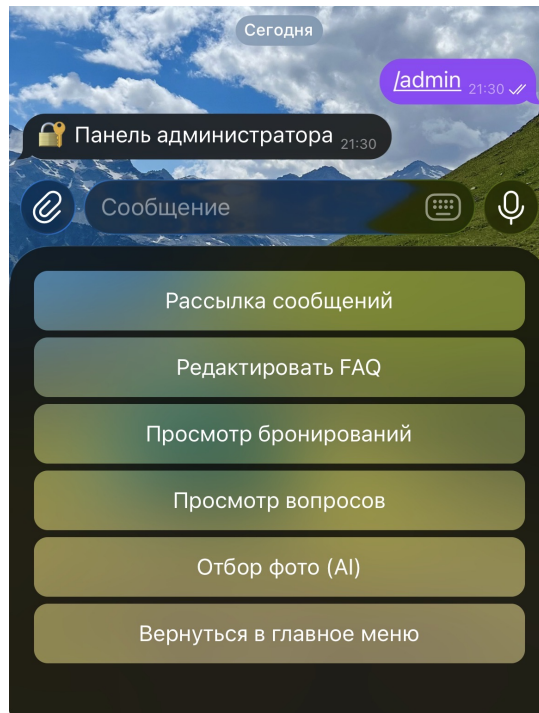 Сегодня
/admin 21:30
🔐 Панель администратора 21:30
Сообщение
Рассылка сообщений
Редактировать FAQ
Просмотр бронирований
Просмотр вопросов
Отбор фото (AI)
Вернуться в главное меню